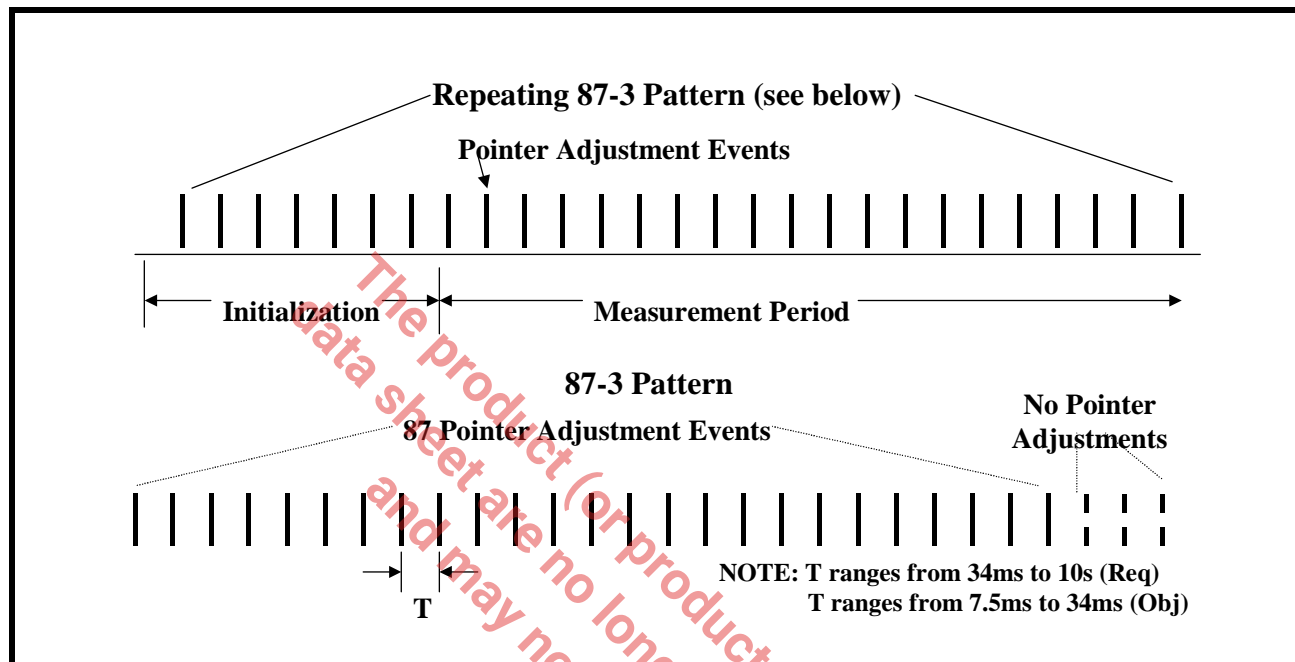 Repeating 87-3 Pattern (see below)
Pointer Adjustment Events
Initialization
Measurement Period
87-3 Pattern
87 Pointer Adjustment Events
No Pointer
Adjustments
T
NOTE: T ranges from 34ms to 10s (Req)
T ranges from 7.5ms to 34ms (Obj)
The product (or product
data sheet are no long
and may no